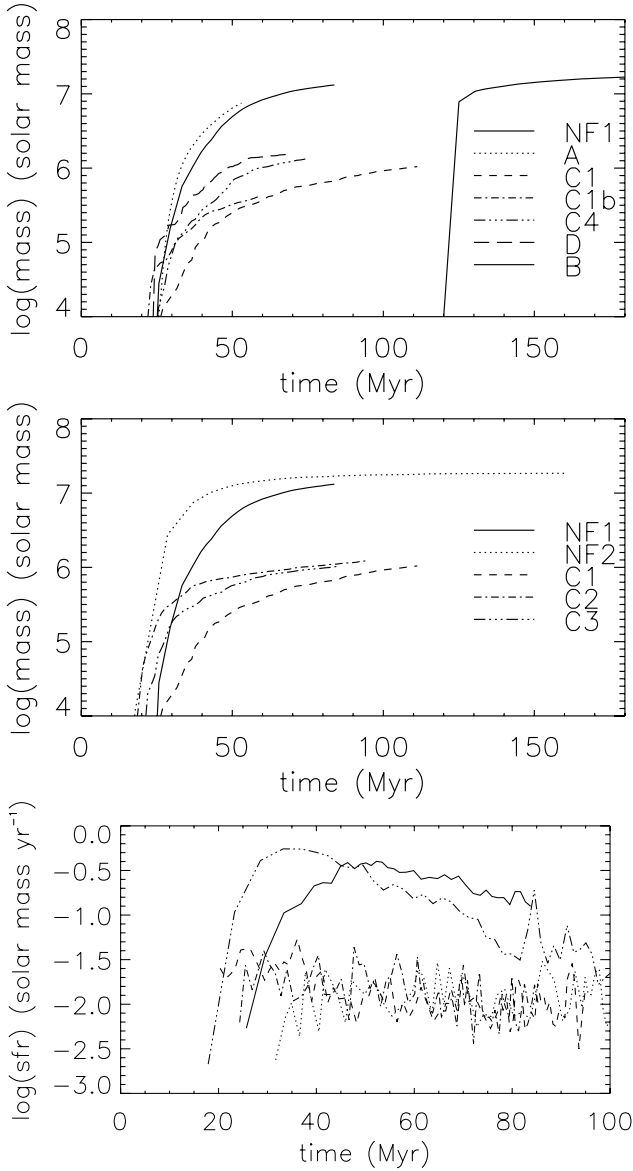 8
7
6
5
4
log(mass) (solar mass)
NF1
A
C1
C1b
C4
D
B
0 50 100 150
time (Myr)
8
7
6
5
4
log(mass) (solar mass)
NF1
NF2
C1
C2
C3
0 50 100 150
time (Myr)
0.0
-0.5
-1.0
-1.5
-2.0
-2.5
-3.0
log(sfr) (solar mass yr⁻¹)
0 20 40 60 80 100
time (Myr)